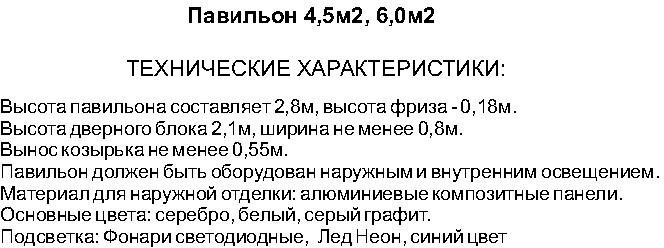 Павильон 4,5м2, 6,0м2
ТЕХНИЧЕСКИЕ ХАРАКТЕРИСТИКИ:
Высота павильона составляет 2,8м, высота фриза - 0,18м.
Высота дверного блока 2,1м, ширина не менее 0,8м.
Вынос козырька не менее 0,55м.
Павильон должен быть оборудован наружным и внутренним освещением.
Материал для наружной отделки: алюминиевые композитные панели.
Основные цвета: серебро, белый, серый графит.
Подсветка: Фонари светодиодные, Лед Неон, синий цвет